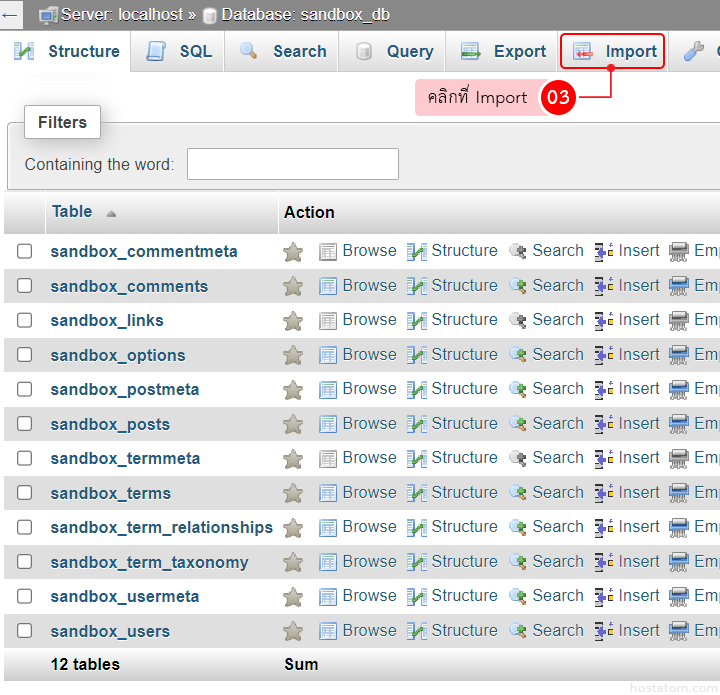 Server: localhost » Database: sandbox_db
Structure SQL Search Query Export Import
คลิกที่ Import 03
Filters
Containing the word:
Table Action
sandbox_commentmeta Browse Structure Search Insert Emp
sandbox_comments Browse Structure Search Insert Emp
sandbox_links Browse Structure Search Insert Emp
sandbox_options Browse Structure Search Insert Emp
sandbox_postmeta Browse Structure Search Insert Emp
sandbox_posts Browse Structure Search Insert Emp
sandbox_termmeta Browse Structure Search Insert Emp
sandbox_terms Browse Structure Search Insert Emp
sandbox_term_relationships Browse Structure Search Insert Emp
sandbox_term_taxonomy Browse Structure Search Insert Emp
sandbox_usermeta Browse Structure Search Insert Emp
sandbox_users Browse Structure Search Insert Emp
12 tables Sum
hostatom.com